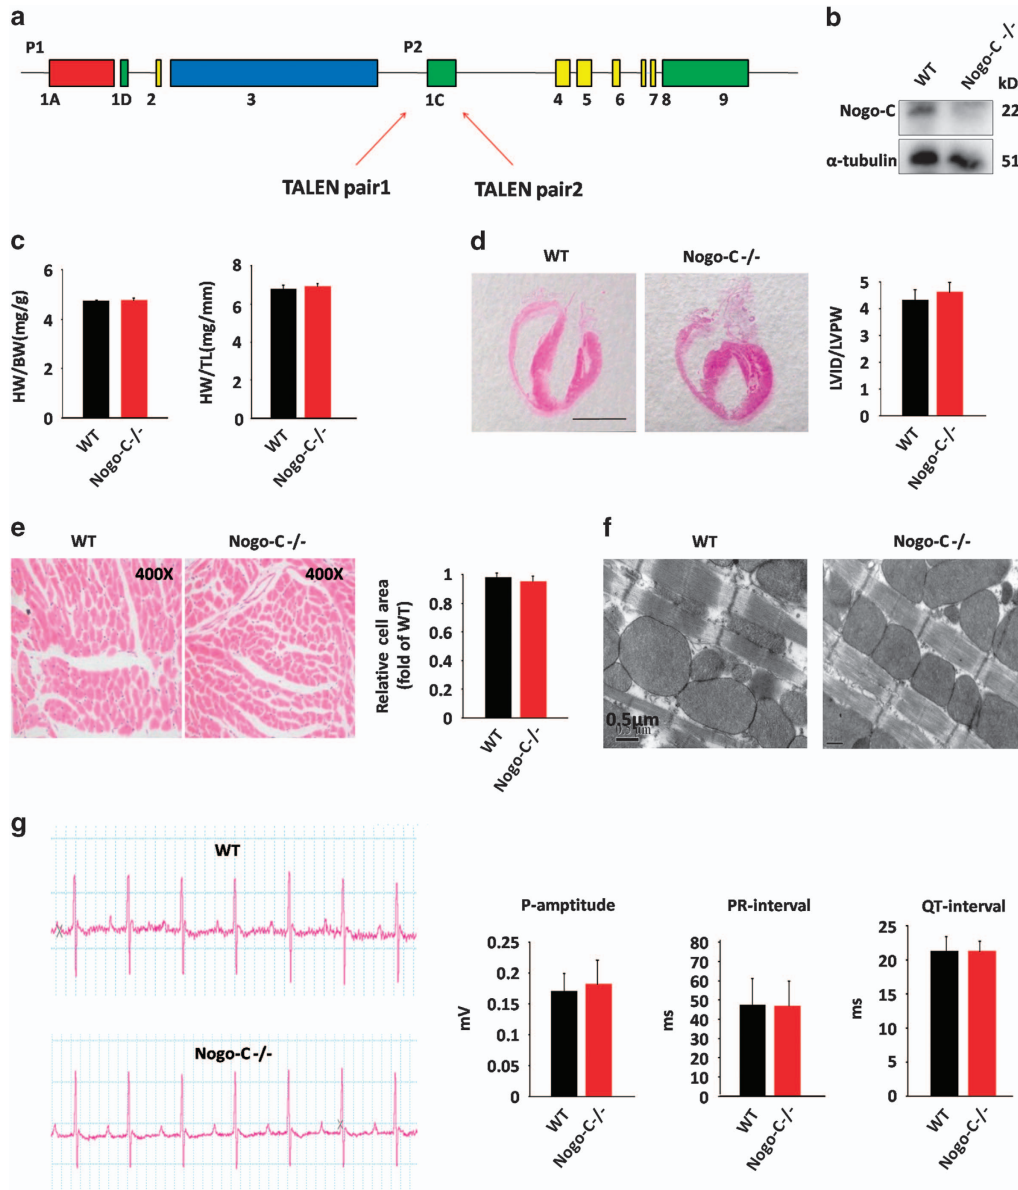 a
P1
P2
1A 1D 2 3 1C 4 5 6 7 8 9
TALEN pair1 TALEN pair2
b
WT Nogo-C -/-
kD
Nogo-C 22
α-tubulin 51
c
HW/BW(mg/g)
6
4
2
0
WT
Nogo-C-/-
HW/TL(mg/mm)
8
6
4
2
0
WT
Nogo-C-/-
d
WT Nogo-C -/-
LVID/LVPW
5
4
3
2
1
0
WT
Nogo-C-/-
e
WT Nogo-C -/-
400X 400X
Relative cell area
(fold of WT)
1
0.8
0.6
0.4
0.2
0
WT
Nogo-C-/-
f
WT Nogo-C -/-
0.5μm
0.5 μm
g
WT
Nogo-C -/-
P-amptitude
mV
0.25
0.2
0.15
0.1
0.05
0
WT
Nogo-C-/-
PR-interval
ms
80
70
60
50
40
30
20
10
0
WT
Nogo-C-/-
QT-interval
ms
25
20
15
10
5
0
WT
Nogo-C-/-